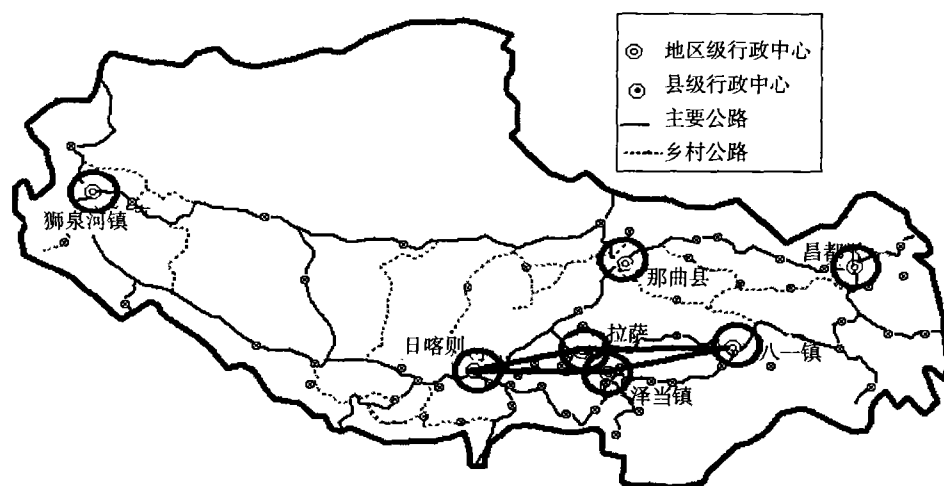 地区级行政中心
县级行政中心
主要公路
乡村公路
狮泉河镇
昌都
那曲县
拉萨
日喀则
八一镇
泽当镇